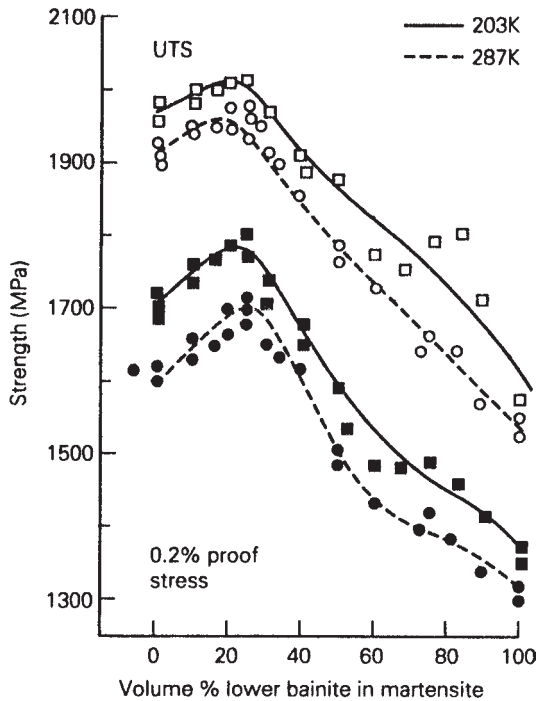 2100
UTS
203K
287K
2000
1900
1700
1500
1300
Strength (MPa)
0.2% proof
stress
0 20 40 60 80 100
Volume % lower bainite in martensite